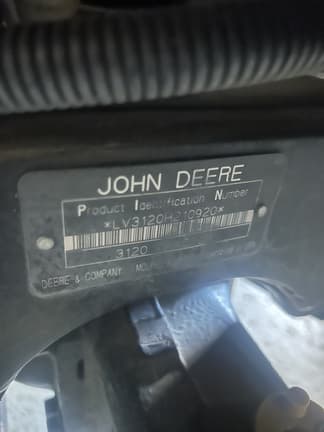 JOHN DEERE
Product Identification Number
*LV3120H210920*
3120
DEERE & COMPANY